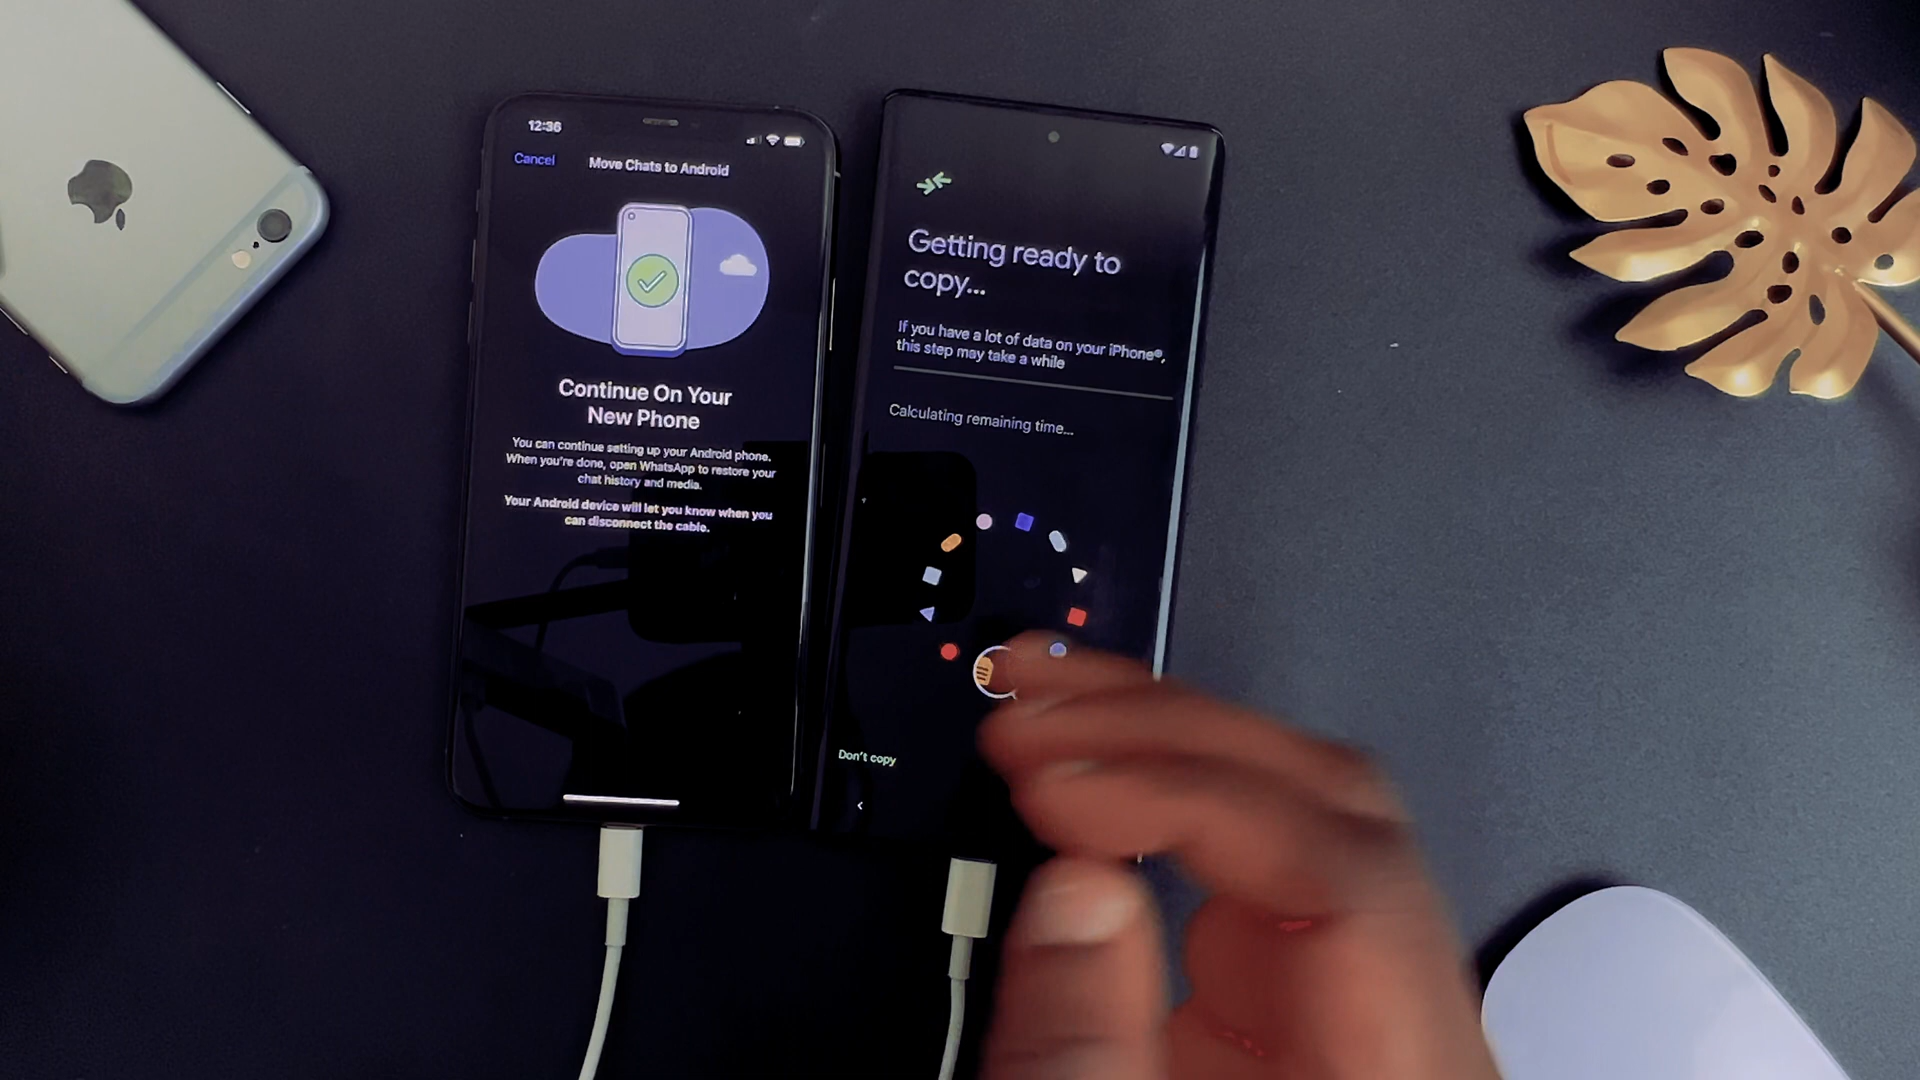 12:36
Cancel
Move Chats to Android
Continue On Your
New Phone
You can continue setting up your Android phone.
When you're done, open WhatsApp to restore your
chat history and media.
Your Android device will let you know when you
can disconnect the cable.
Getting ready to
copy...
If you have a lot of data on your iPhone®,
this step may take a while
Calculating remaining time...
Don't copy